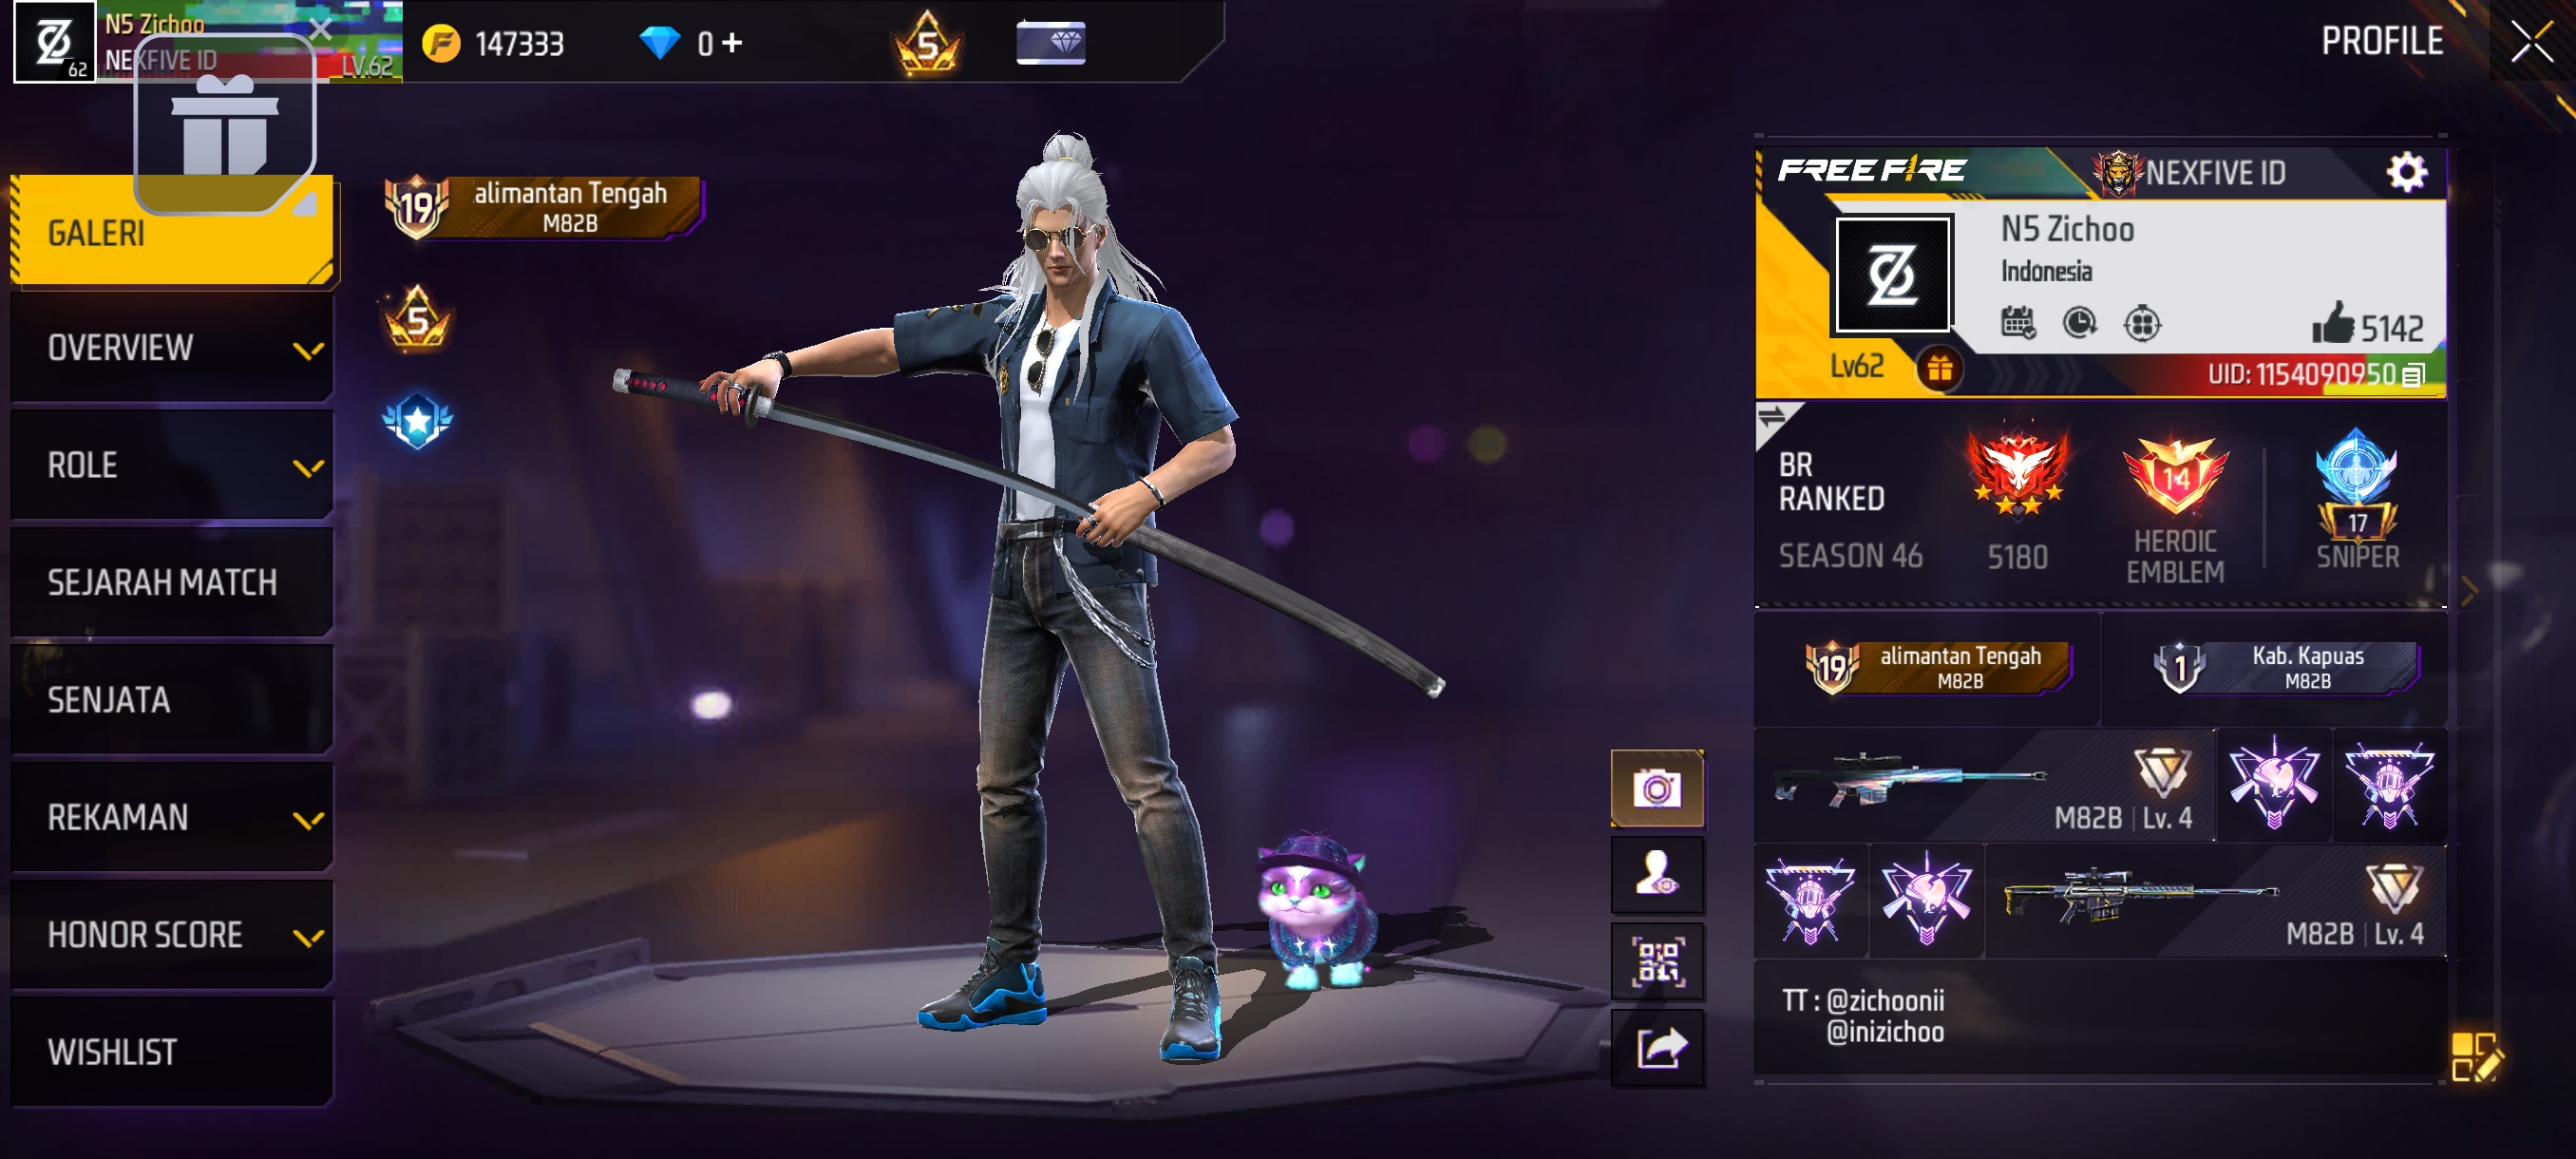 N5 Zichoo
NEXFIVE ID
62
LV.62
147333
0 +
5
PROFILE
GALERI
OVERVIEW
ROLE
SEJARAH MATCH
SENJATA
REKAMAN
HONOR SCORE
WISHLIST
19
alimantan Tengah
M82B
5
FREE FIRE
NEXFIVE ID
N5 Zichoo
Indonesia
5142
Lv62
UID: 1154090950
BR
RANKED
SEASON 46
5180
14
HEROIC
EMBLEM
17
SNIPER
19
alimantan Tengah
M82B
1
Kab. Kapuas
M82B
M82B | Lv. 4
M82B | Lv. 4
TT : @zichoonii
@inizichoo